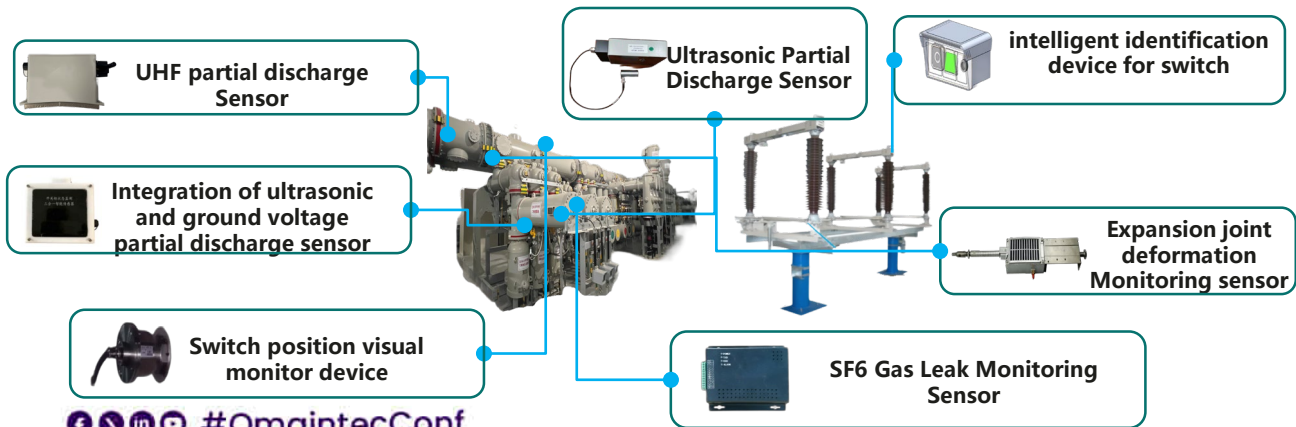 UHF partial discharge
Sensor
Ultrasonic Partial
Discharge Sensor
intelligent identification
device for switch
Integration of ultrasonic
and ground voltage
partial discharge sensor
Expansion joint
deformation
Monitoring sensor
Switch position visual
monitor device
SF6 Gas Leak Monitoring
Sensor
#OmaintecConf